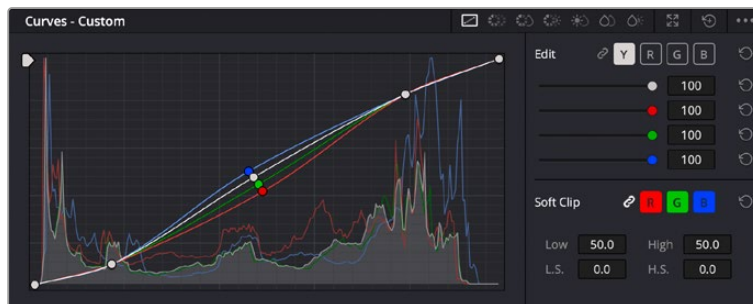 Curves - Custom
Edit Y R G B
100
100
100
100
Soft Clip R G B
Low 50.0 High 50.0
L.S. 0.0 H.S. 0.0